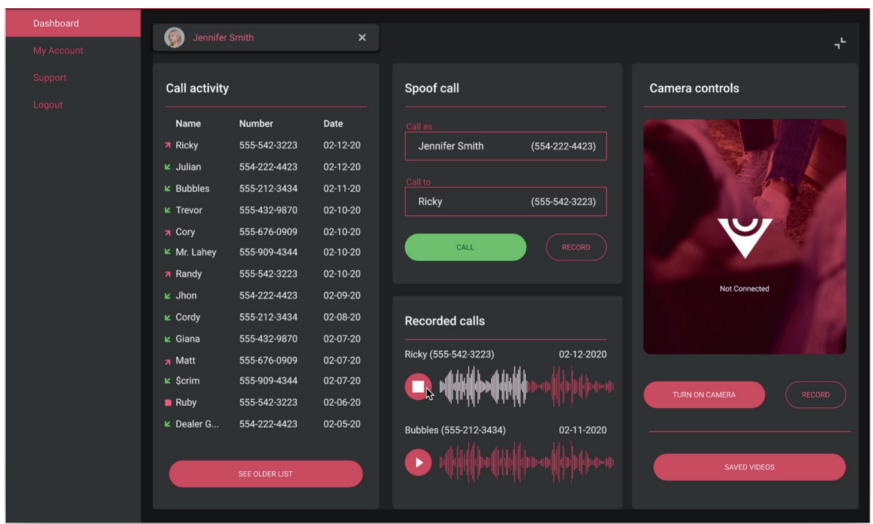 Dashboard
My Account
Support
Logout
Jennifer Smith
Call activity
Name Number Date
Ricky 555-542-3223 02-12-20
Julian 554-222-4423 02-12-20
Bubbles 555-212-3434 02-11-20
Trevor 555-432-9870 02-10-20
Cory 555-676-0909 02-10-20
Mr. Lahey 555-909-4344 02-10-20
Randy 555-542-3223 02-10-20
Jhon 554-222-4423 02-09-20
Cordy 555-212-3434 02-08-20
Giana 555-432-9870 02-07-20
Matt 555-676-0909 02-07-20
Scrim 555-909-4344 02-07-20
Ruby 555-542-3223 02-06-20
Dealer G... 554-222-4423 02-05-20
SEE OLDER LIST
Spoof call
Call as
Jennifer Smith (554-222-4423)
Call to
Ricky (555-542-3223)
CALL RECORD
Recorded calls
Ricky (555-542-3223) 02-12-2020
Bubbles (555-212-3434) 02-11-2020
Camera controls
Not Connected
TURN ON CAMERA RECORD
SAVED VIDEOS